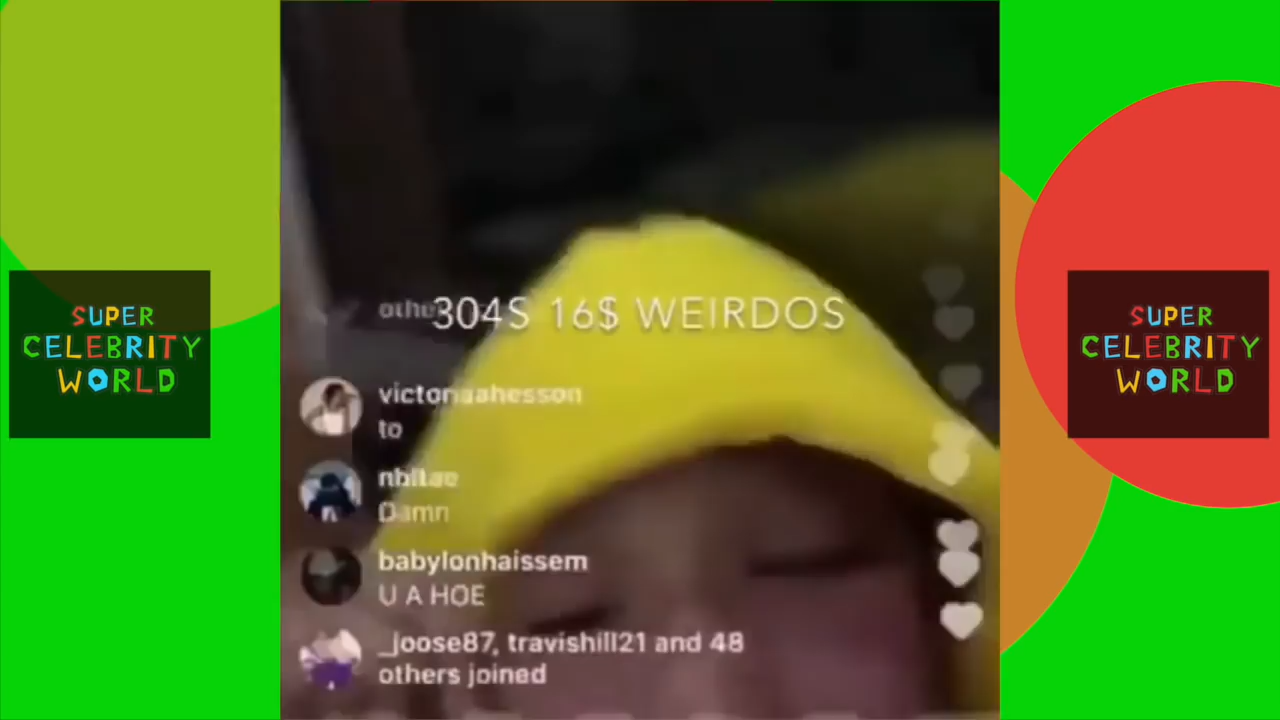 SUPER
CELEBRITY
WORLD
304S 16$ WEIRDOS
to
nbltae
Damn
babylonhaissem
U A HOE
_joose87, travishill21 and 48
others joined
SUPER
CELEBRITY
WORLD